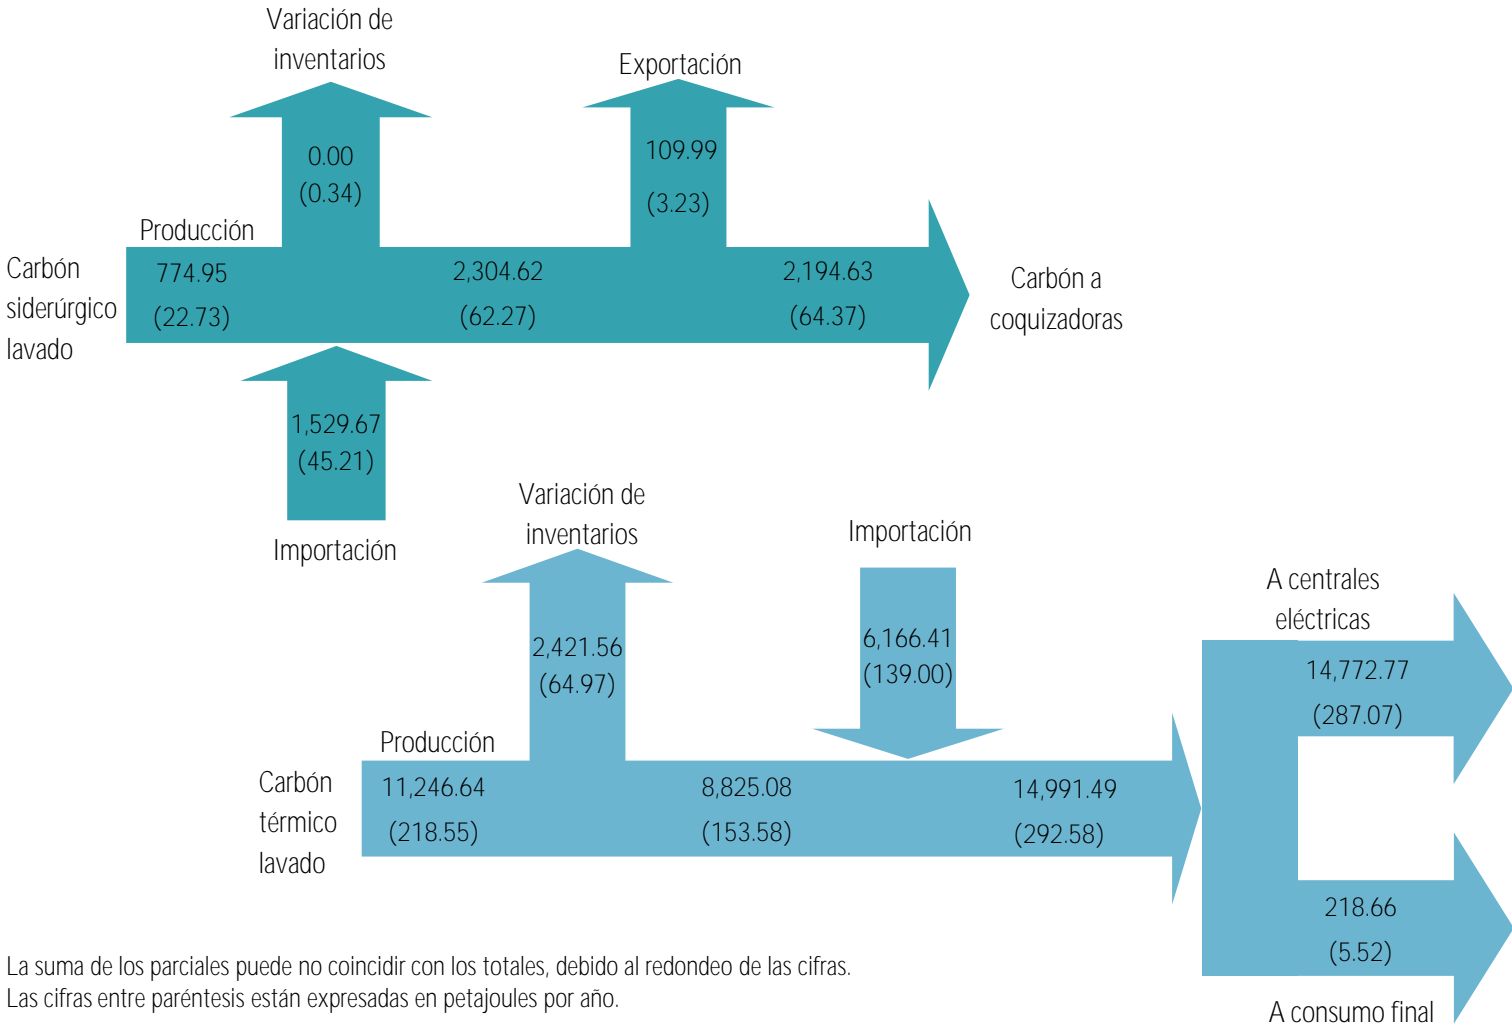 Variación de
inventarios
Exportación
0.00
(0.34)
109.99
(3.23)
Producción
Carbón
siderúrgico
lavado
774.95
(22.73)
2,304.62
(62.27)
2,194.63
(64.37)
Carbón a
coquizadoras
1,529.67
(45.21)
Importación
Variación de
inventarios
Importación
2,421.56
(64.97)
6,166.41
(139.00)
A centrales
eléctricas
14,772.77
(287.07)
Producción
Carbón
térmico
lavado
11,246.64
(218.55)
8,825.08
(153.58)
14,991.49
(292.58)
218.66
(5.52)
A consumo final
La suma de los parciales puede no coincidir con los totales, debido al redondeo de las cifras.
Las cifras entre paréntesis están expresadas en petajoules por año.